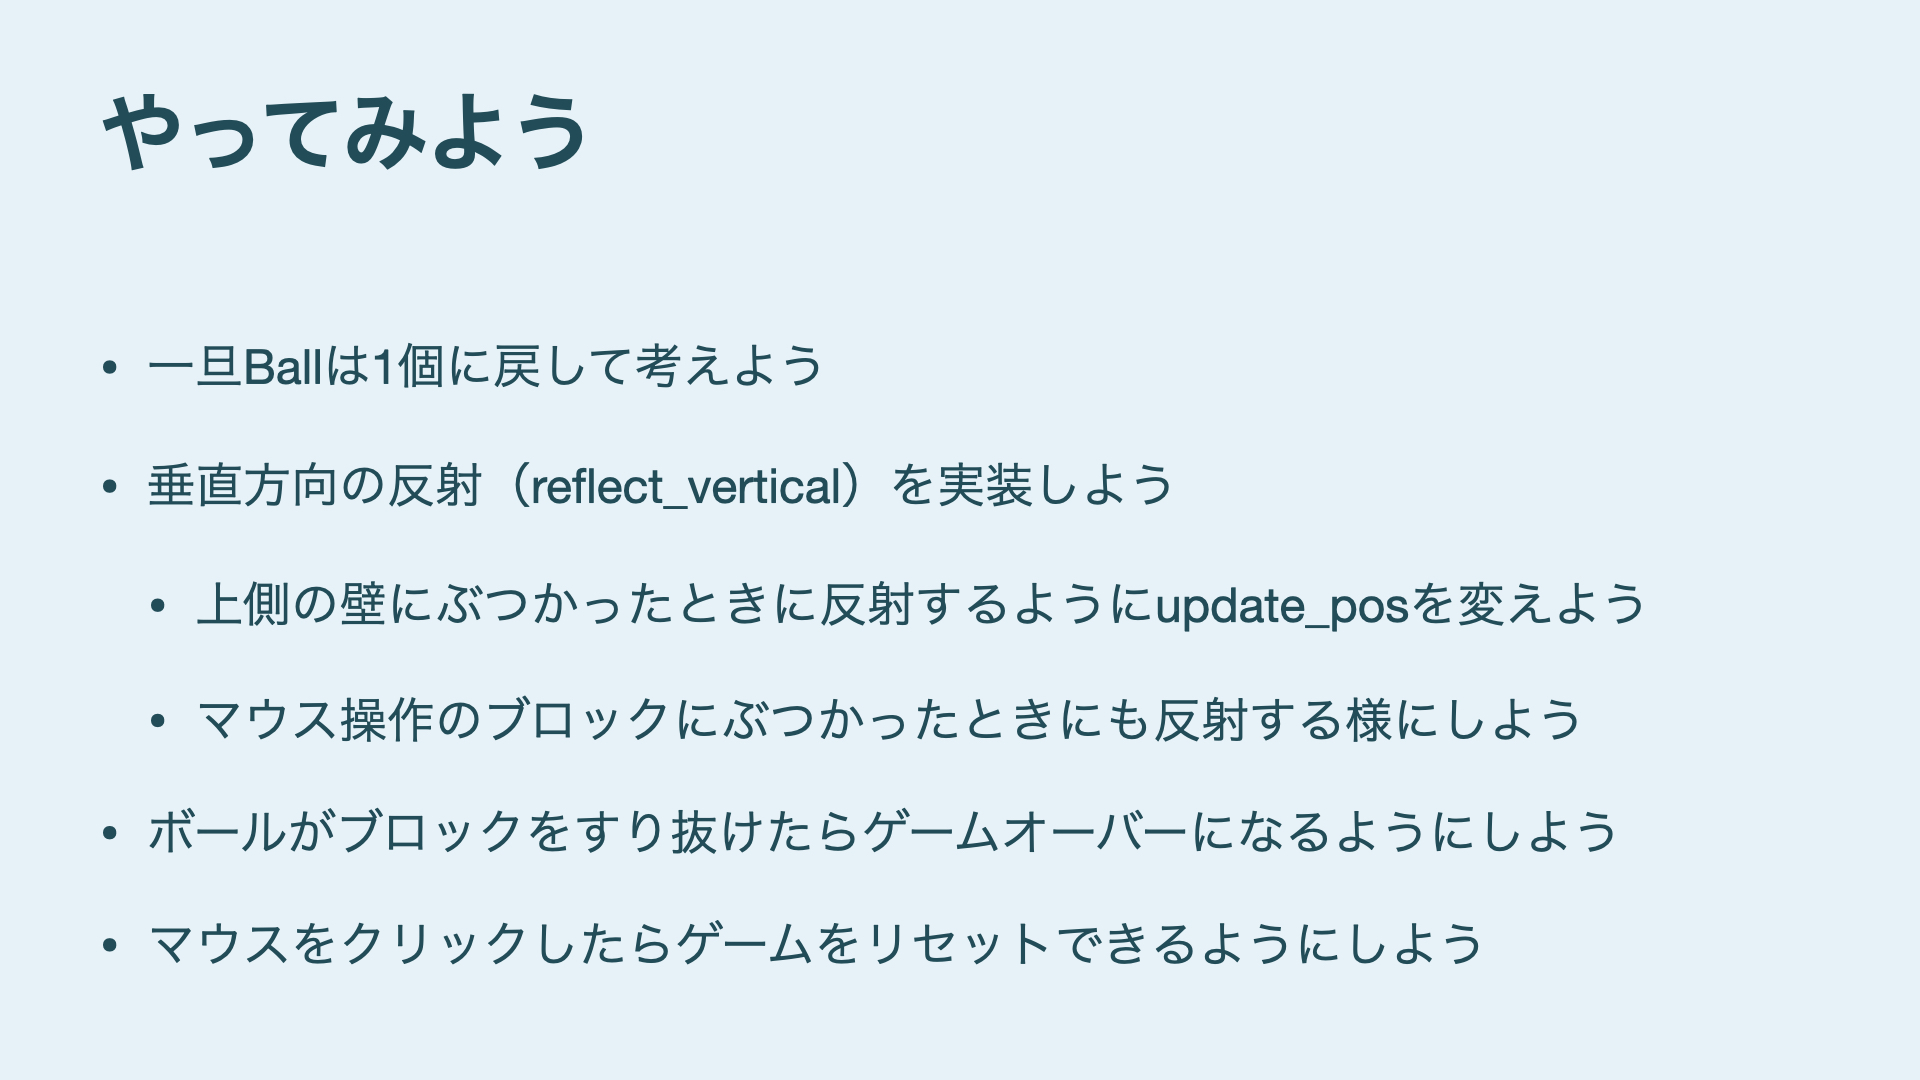 やってみよう
• 一旦Ballは1個に戻して考えよう
• 垂直方向の反射（reflect_vertical）を実装しよう
• 上側の壁にぶつかったときに反射するようにupdate_posを変えよう
• マウス操作のブロックにぶつかったときにも反射する様にしよう
• ボールがブロックをすり抜けたらゲームオーバーになるようにしよう
• マウスをクリックしたらゲームをリセットできるようにしよう